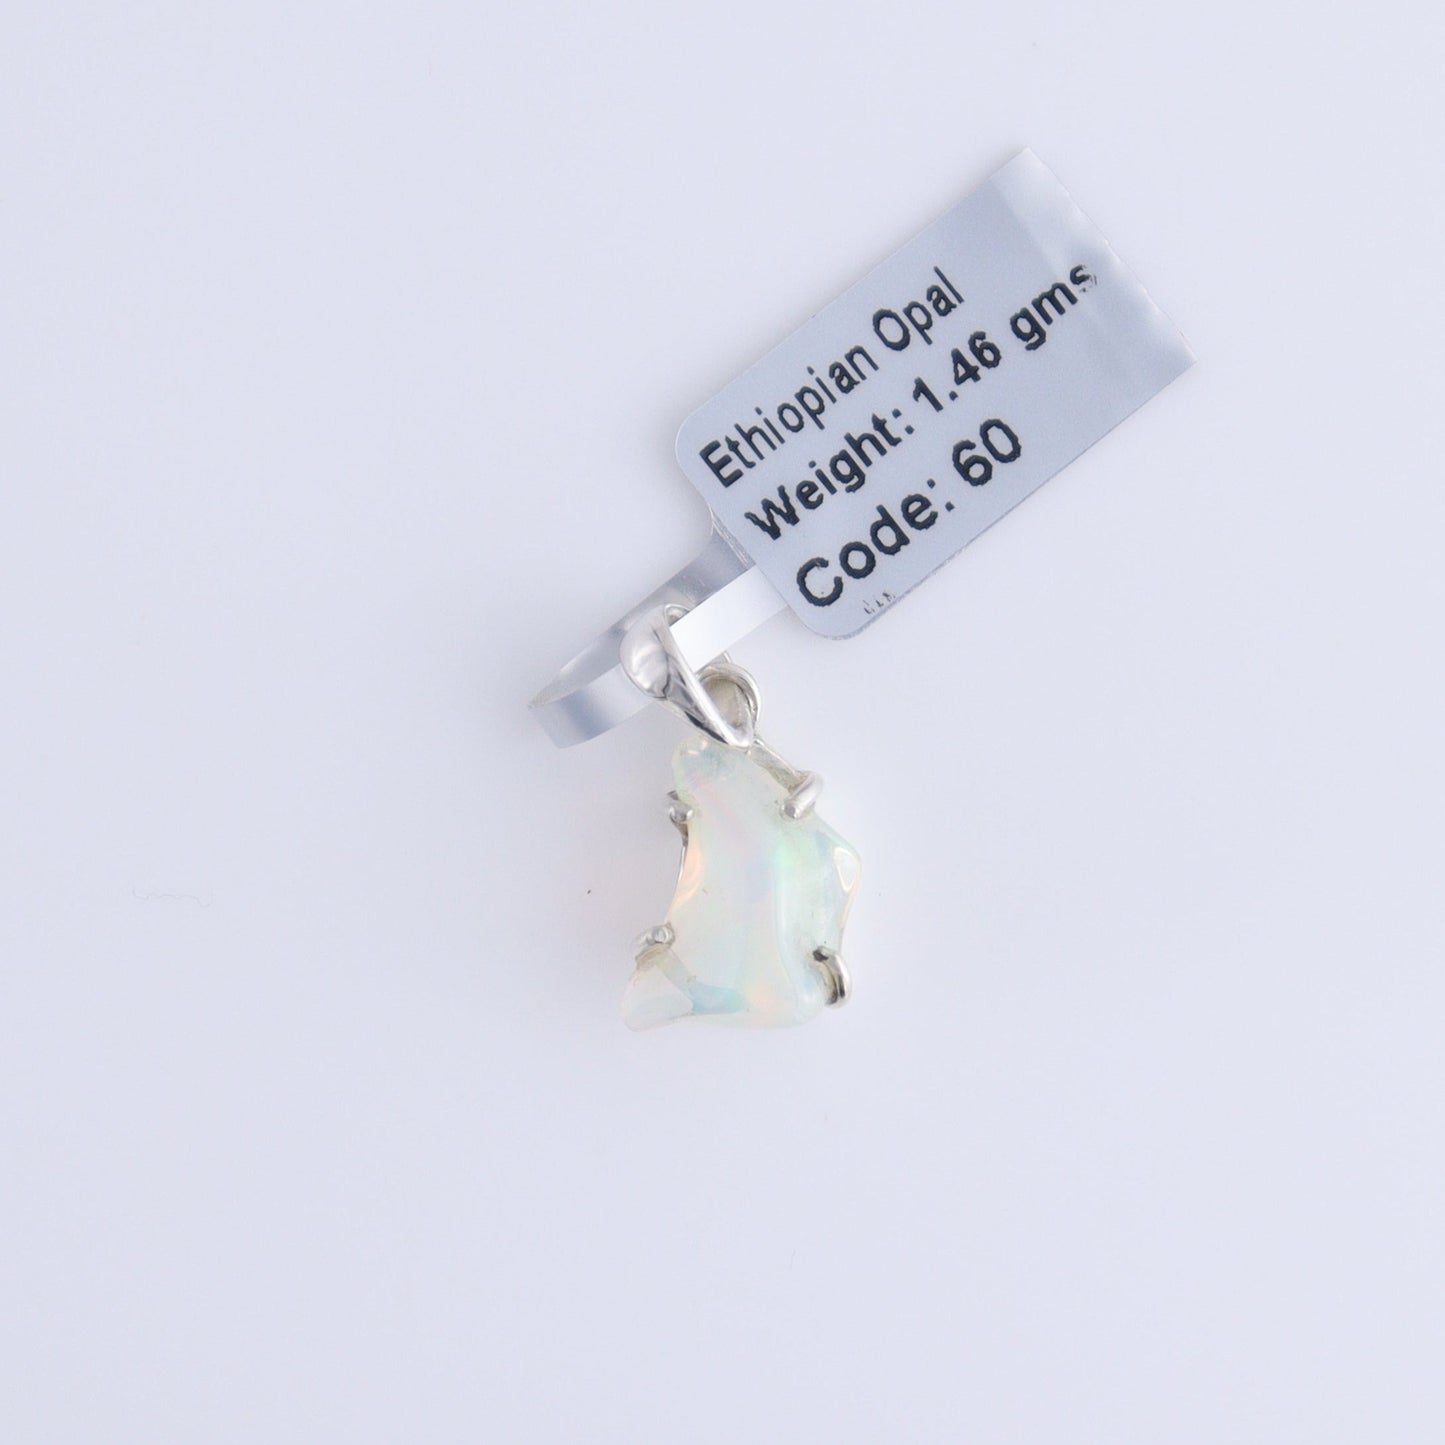 Ethiopian Opal
Weight: 1.46 gms
Code: 60